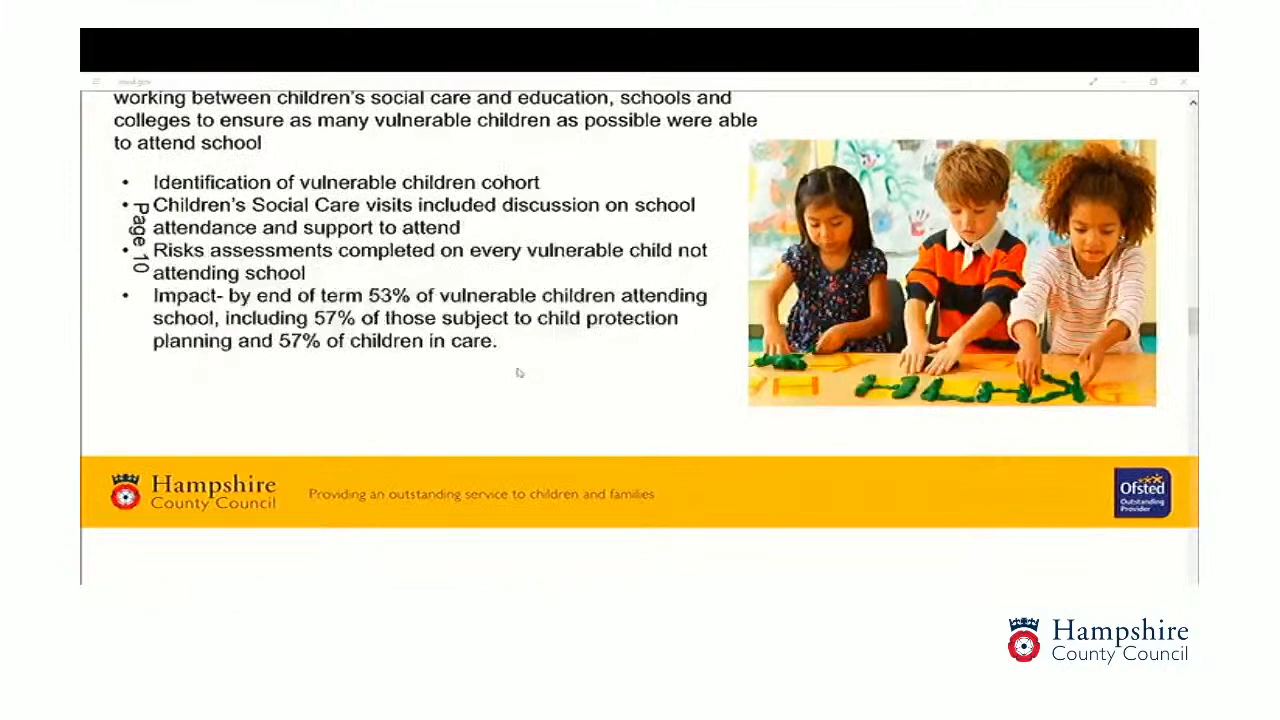 working between children's social care and education, schools and
colleges to ensure as many vulnerable children as possible were able
to attend school
• Identification of vulnerable children cohort
• Children's Social Care visits included discussion on school
attendance and support to attend
• Risks assessments completed on every vulnerable child not
attending school
• Impact- by end of term 53% of vulnerable children attending
school, including 57% of those subject to child protection
planning and 57% of children in care.
Page 10
Hampshire
County Council
Providing an outstanding service to children and families
Ofsted
Outstanding
Provider
Hampshire
County Council